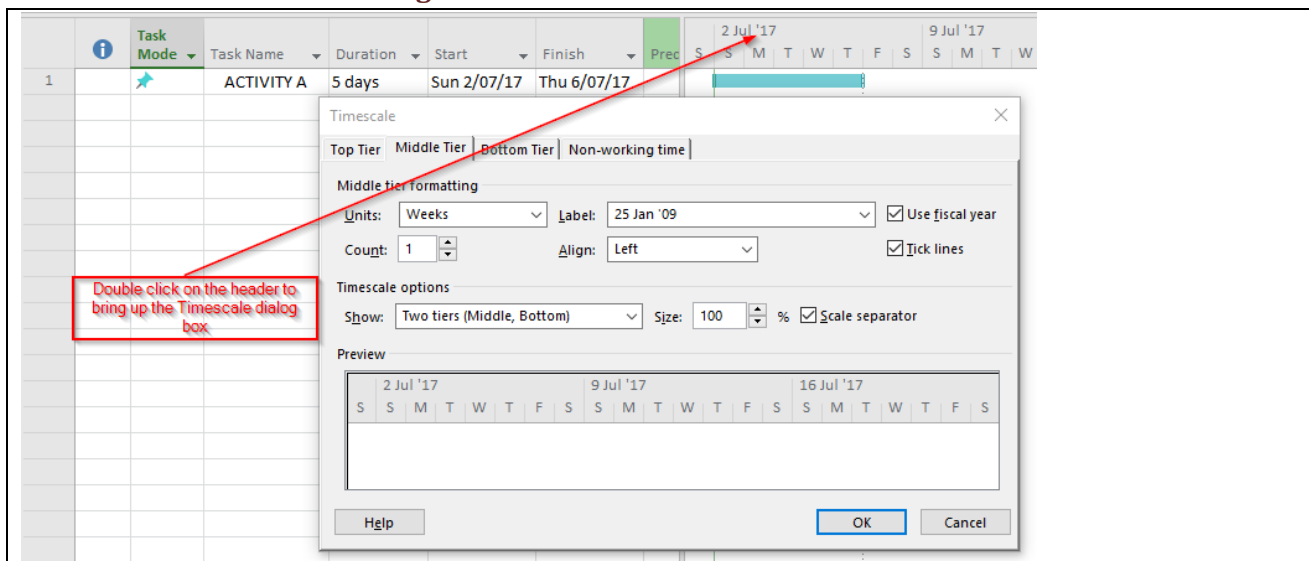 2 Jul '17 9 Jul '17
Task Mode Task Name Duration Start Finish Prec S S M T W T F S S M T W
1 ACTIVITY A 5 days Sun 2/07/17 Thu 6/07/17
Timescale
Top Tier Middle Tier Bottom Tier Non-working time
Middle tier formatting
Units: Weeks Label: 25 Jan '09 Use fiscal year
Count: 1 Align: Left Tick lines
Double click on the header to
bring up the Timescale dialog
box
Timescale options
Show: Two tiers (Middle, Bottom) Size: 100 % Scale separator
Preview
2 Jul '17 9 Jul '17 16 Jul '17
S S M T W T F S S M T W T F S S M T W T F S
Help OK Cancel